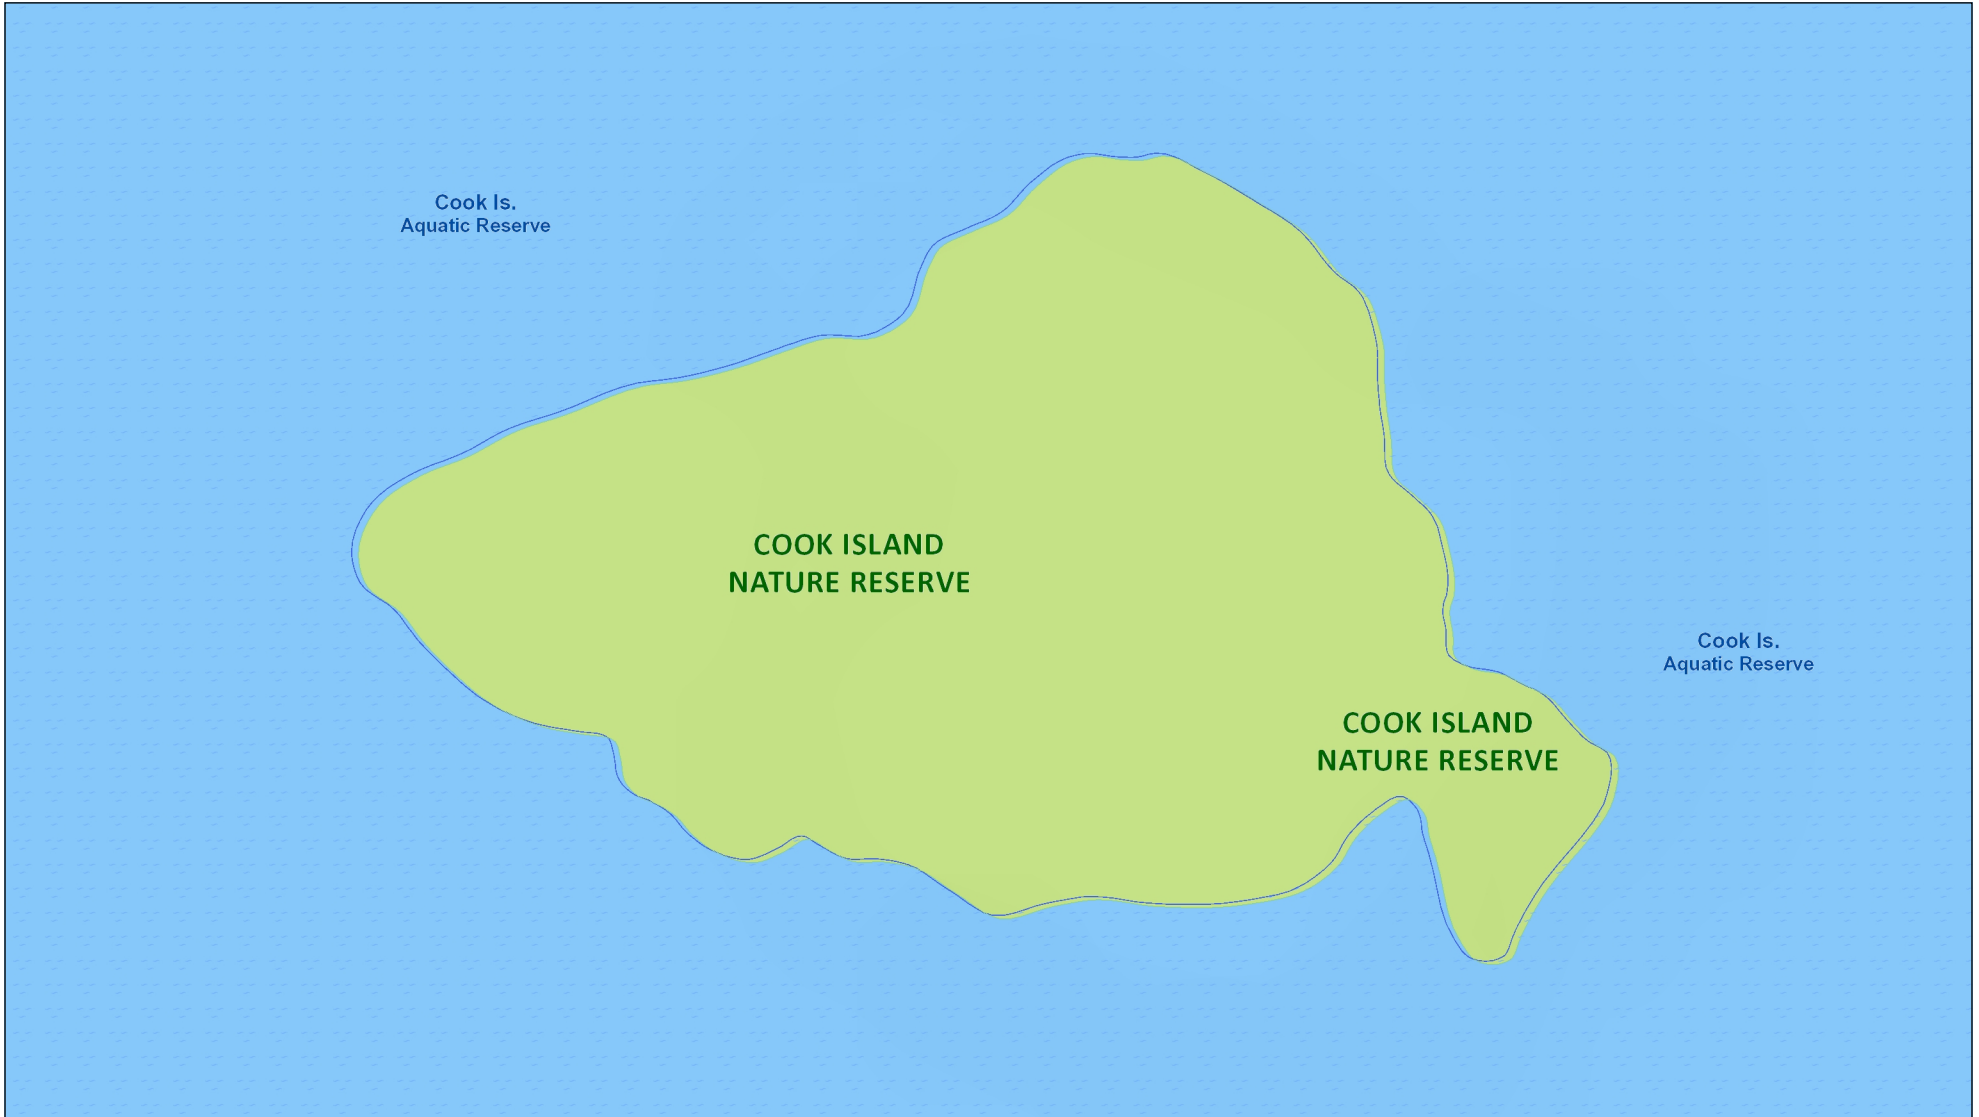 Cook Is.
Aquatic Reserve
COOK ISLAND
NATURE RESERVE
Cook Is.
Aquatic Reserve
COOK ISLAND
NATURE RESERVE